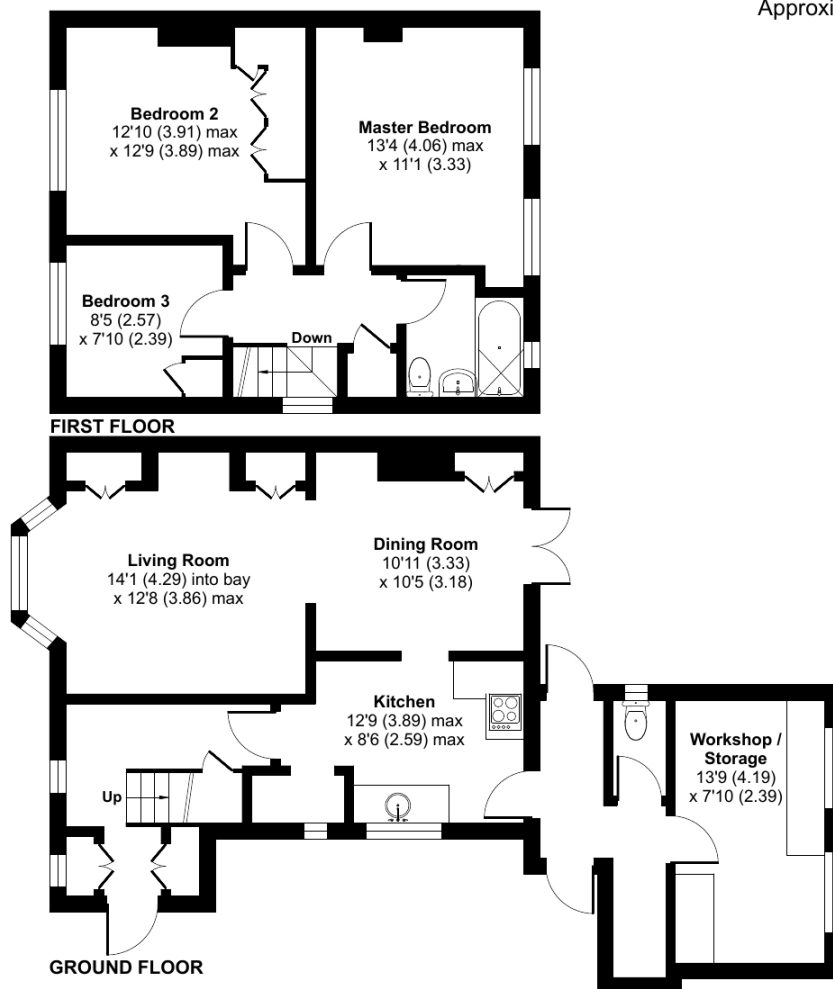 Approxi
Bedroom 2
12'10 (3.91) max
x 12'9 (3.89) max
Master Bedroom
13'4 (4.06) max
x 11'1 (3.33)
Bedroom 3
8'5 (2.57)
x 7'10 (2.39)
Down
FIRST FLOOR
Living Room
14'1 (4.29) into bay
x 12'8 (3.86) max
Dining Room
10'11 (3.33)
x 10'5 (3.18)
Kitchen
12'9 (3.89) max
x 8'6 (2.59) max
Workshop /
Storage
13'9 (4.19)
x 7'10 (2.39)
Up
GROUND FLOOR